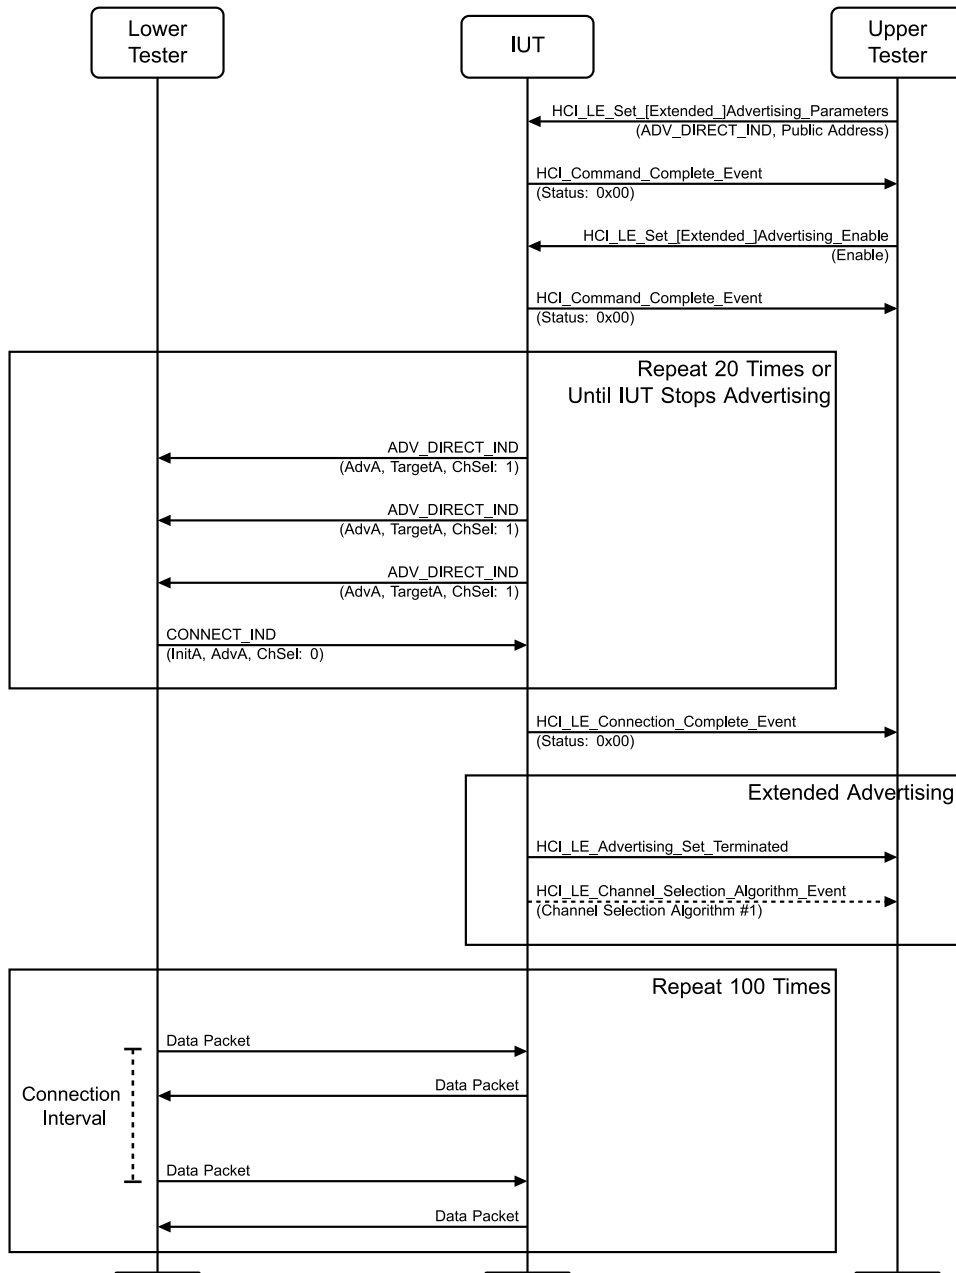 Lower
Tester
IUT
Upper
Tester
HCI_LE_Set_[Extended_]Advertising_Parameters
(ADV_DIRECT_IND, Public Address)
HCI_Command_Complete_Event
(Status: 0x00)
HCI_LE_Set_[Extended_]Advertising_Enable
(Enable)
HCI_Command_Complete_Event
(Status: 0x00)
Repeat 20 Times or
Until IUT Stops Advertising
ADV_DIRECT_IND
(AdvA, TargetA, ChSel: 1)
ADV_DIRECT_IND
(AdvA, TargetA, ChSel: 1)
ADV_DIRECT_IND
(AdvA, TargetA, ChSel: 1)
CONNECT_IND
(InitA, AdvA, ChSel: 0)
HCI_LE_Connection_Complete_Event
(Status: 0x00)
Extended Advertising
HCI_LE_Advertising_Set_Terminated
HCI_LE_Channel_Selection_Algorithm_Event
(Channel Selection Algorithm #1)
Repeat 100 Times
Data Packet
Data Packet
Connection
Interval
Data Packet
Data Packet